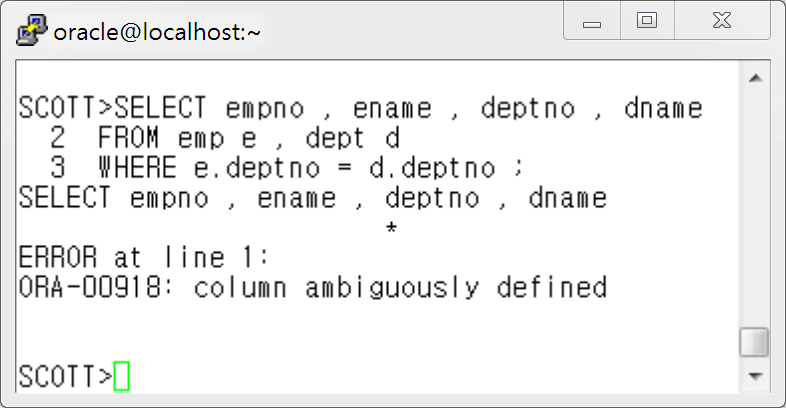 oracle@localhost:~
SCOTT>SELECT empno , ename , deptno , dname
2 FROM emp e , dept d
3 WHERE e.deptno = d.deptno ;
SELECT empno , ename , deptno , dname
*
ERROR at line 1:
ORA-00918: column ambiguously defined
SCOTT>